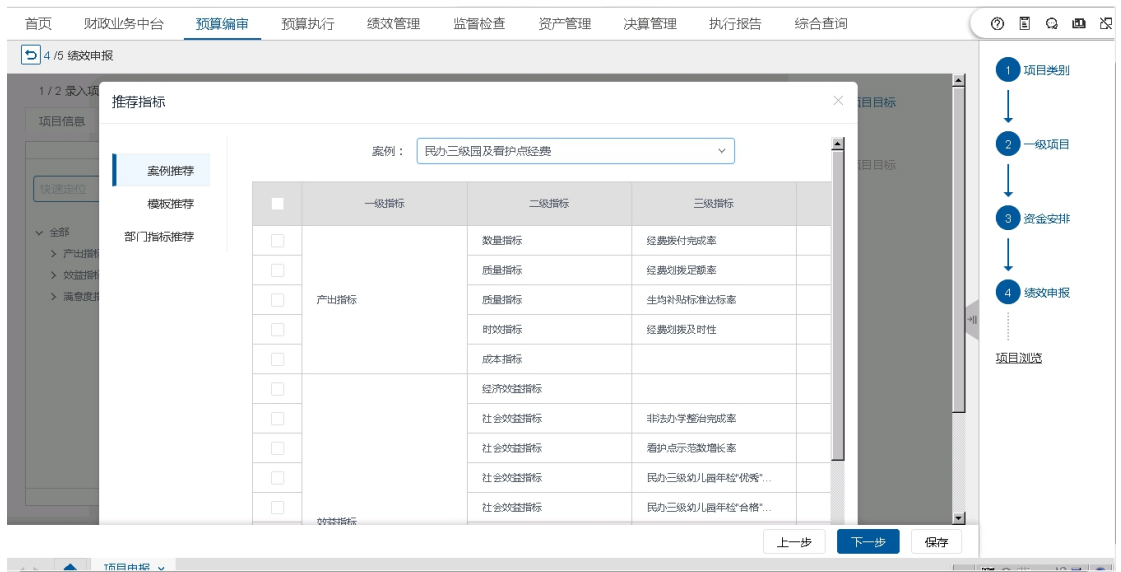 首页 财政业务中台 预算编审 预算执行 绩效管理 监督检查 资产管理 决算管理 执行报告 综合查询
4 /5 绩效申报
1 / 2 录入项
项目信息
快速定位
全部
产出指标
效益指标
满意度指
推荐指标
项目目标
项目目标
案例推荐
模板推荐
部门指标推荐
案例： 民办三级园及看护点经费
一级指标 二级指标 三级指标
数量指标 经费拨付完成率
质量指标 经费划拨足额率
产出指标 质量指标 生均补贴标准达标率
时效指标 经费划拨及时性
成本指标
经济效益指标
社会效益指标 非法办学整治完成率
社会效益指标 看护点示范数增长率
社会效益指标 民办三级幼儿园年检"优秀"...
社会效益指标 民办三级幼儿园年检"合格"...
效益指标
上一步 下一步 保存
1 项目类别
2 一级项目
3 资金安排
4 绩效申报
项目浏览
项目申报